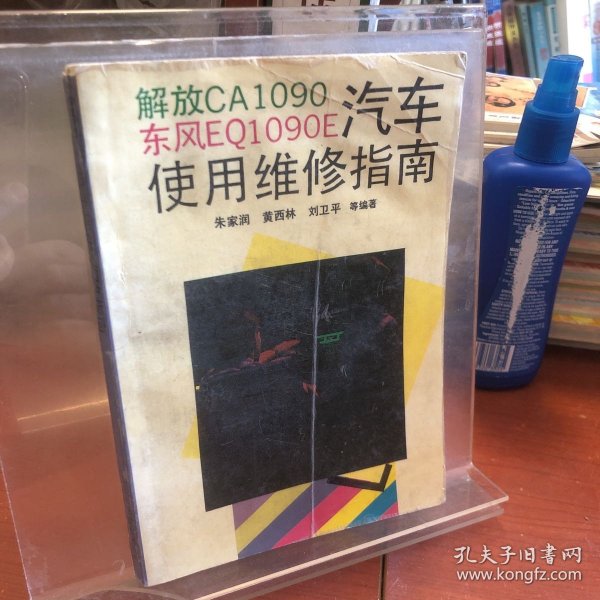 解放CA1090
东风EQ1090E 汽车
使用维修指南
朱家润 黄西林 刘卫平 等编著
孔夫子旧书网
www.kongfz.com